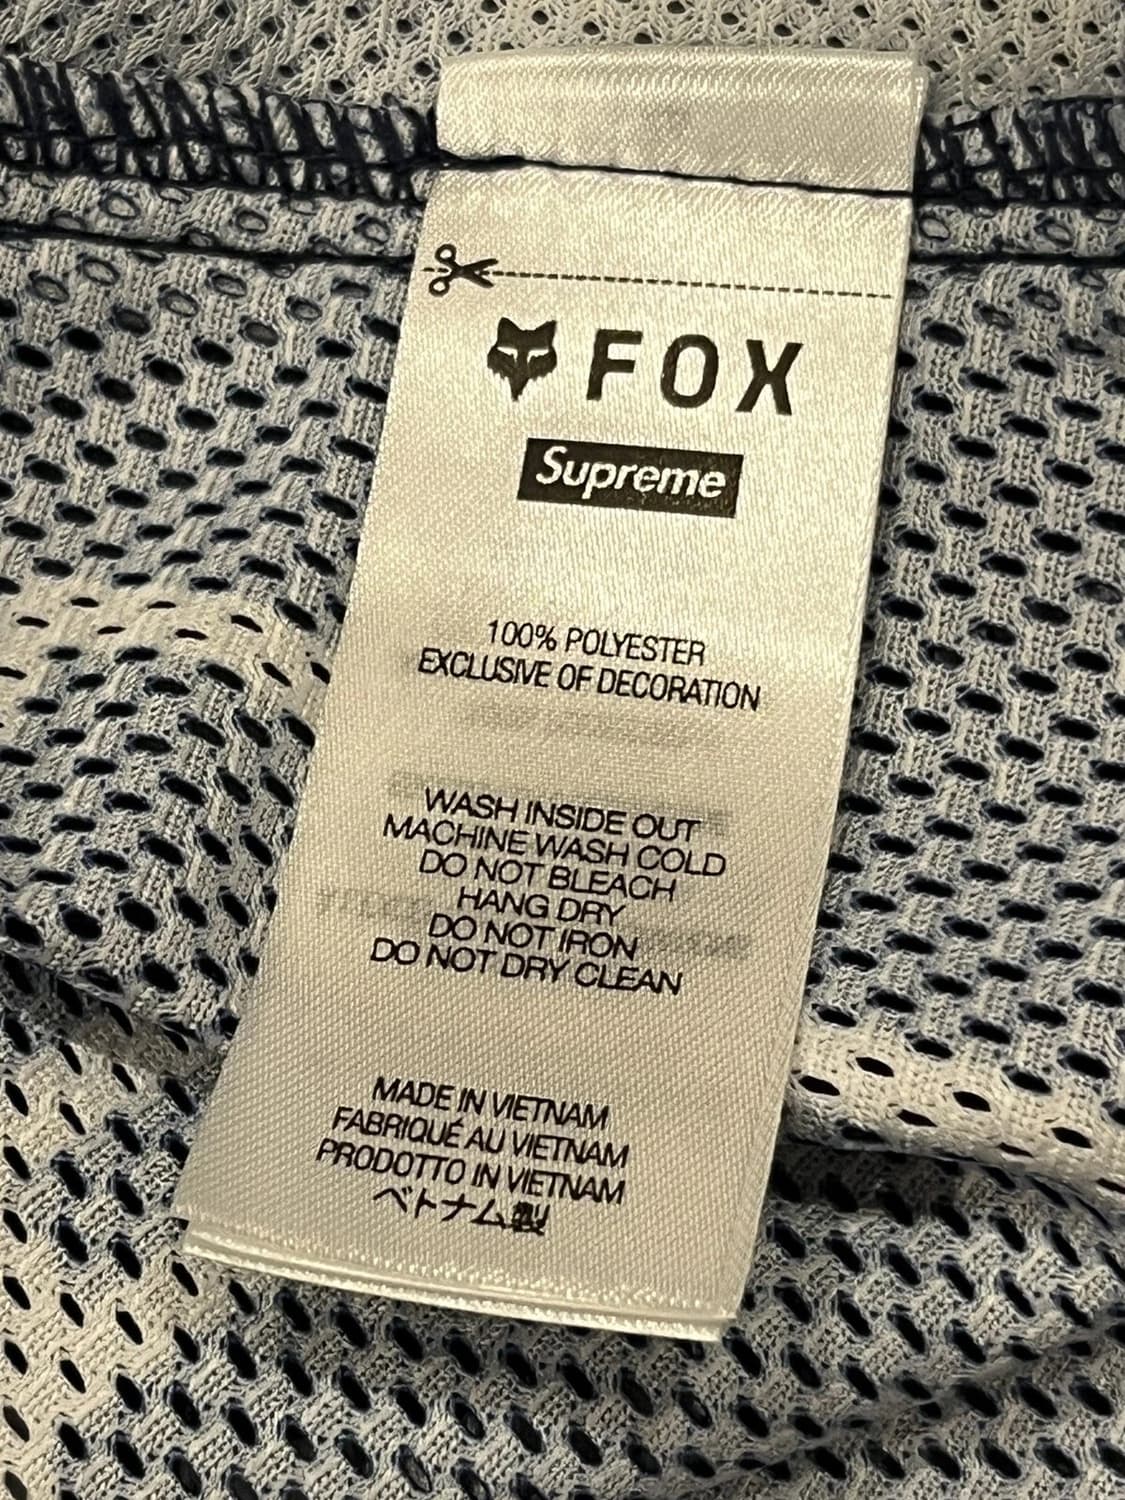 FOX
Supreme
100% POLYESTER
EXCLUSIVE OF DECORATION
WASH INSIDE OUT
MACHINE WASH COLD
DO NOT BLEACH
HANG DRY
DO NOT IRON
DO NOT DRY CLEAN
MADE IN VIETNAM
FABRIQUÉ AU VIETNAM
PRODOTTO IN VIETNAM
ベトナム製